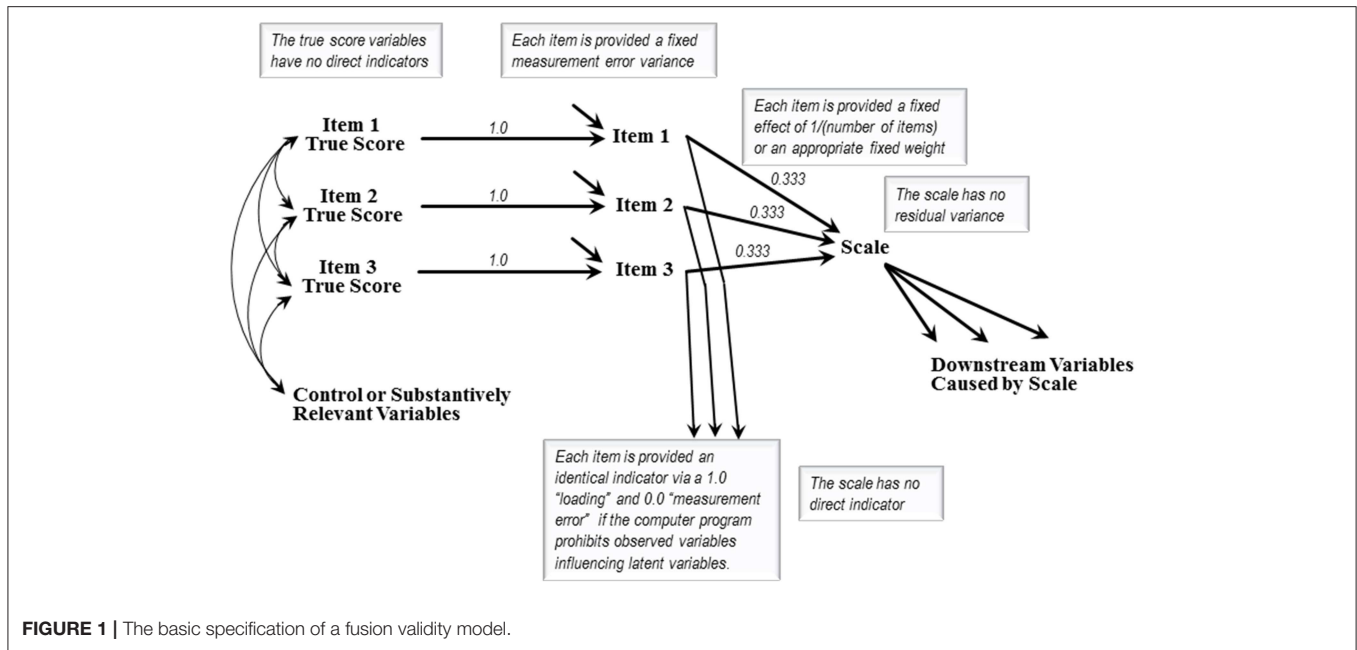 The true score variables
have no direct indicators
Each item is provided a fixed
measurement error variance
Each item is provided a fixed
effect of 1/(number of items)
or an appropriate fixed weight
The scale has no
residual variance
Item 1
True Score
1.0
Item 1
0.333
Item 2
True Score
1.0
Item 2
0.333
Item 3
True Score
1.0
Item 3
0.333
Scale
Control or Substantively
Relevant Variables
Downstream Variables
Caused by Scale
Each item is provided an
identical indicator via a 1.0
“loading” and 0.0 “measurement
error” if the computer program
prohibits observed variables
influencing latent variables.
The scale has no
direct indicator
FIGURE 1 | The basic specification of a fusion validity model.